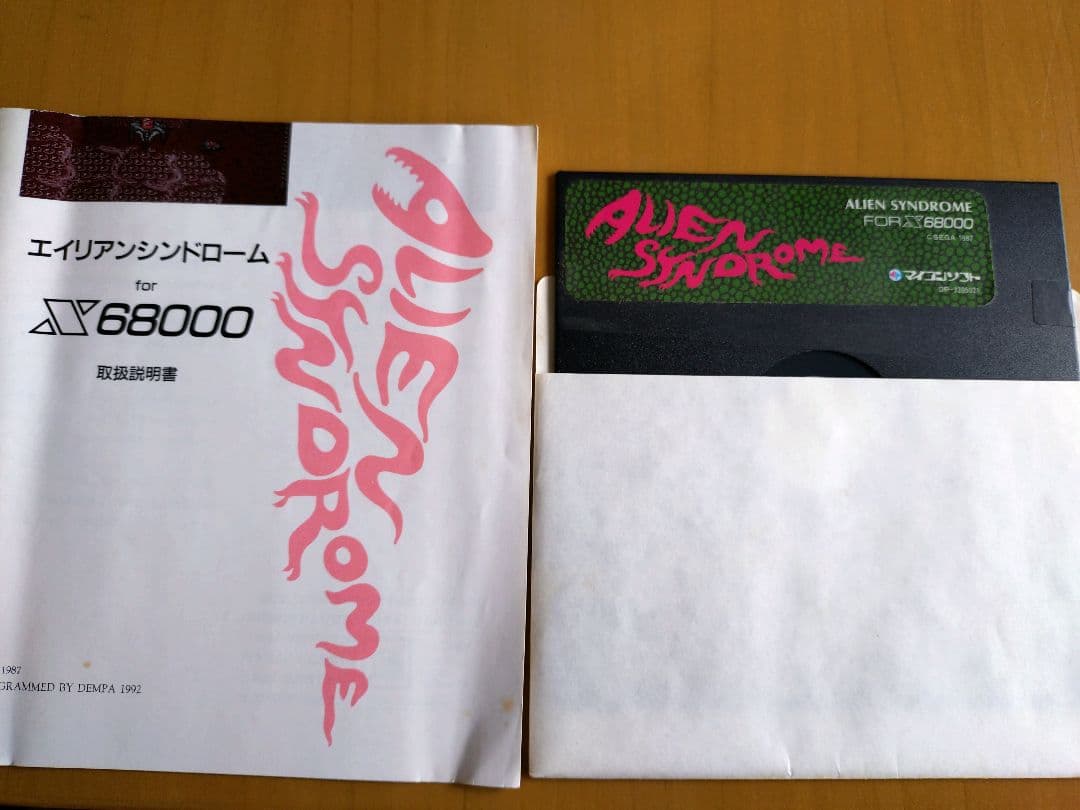 エイリアンシンドローム
for
X68000
取扱説明書
ALIEN
SYNDROME
1987
GRAMMED BY DEMPA 1992
ALIEN
SYNDROME
ALIEN SYNDROME
FOR X68000
©SEGA 1987
マイコンソフト